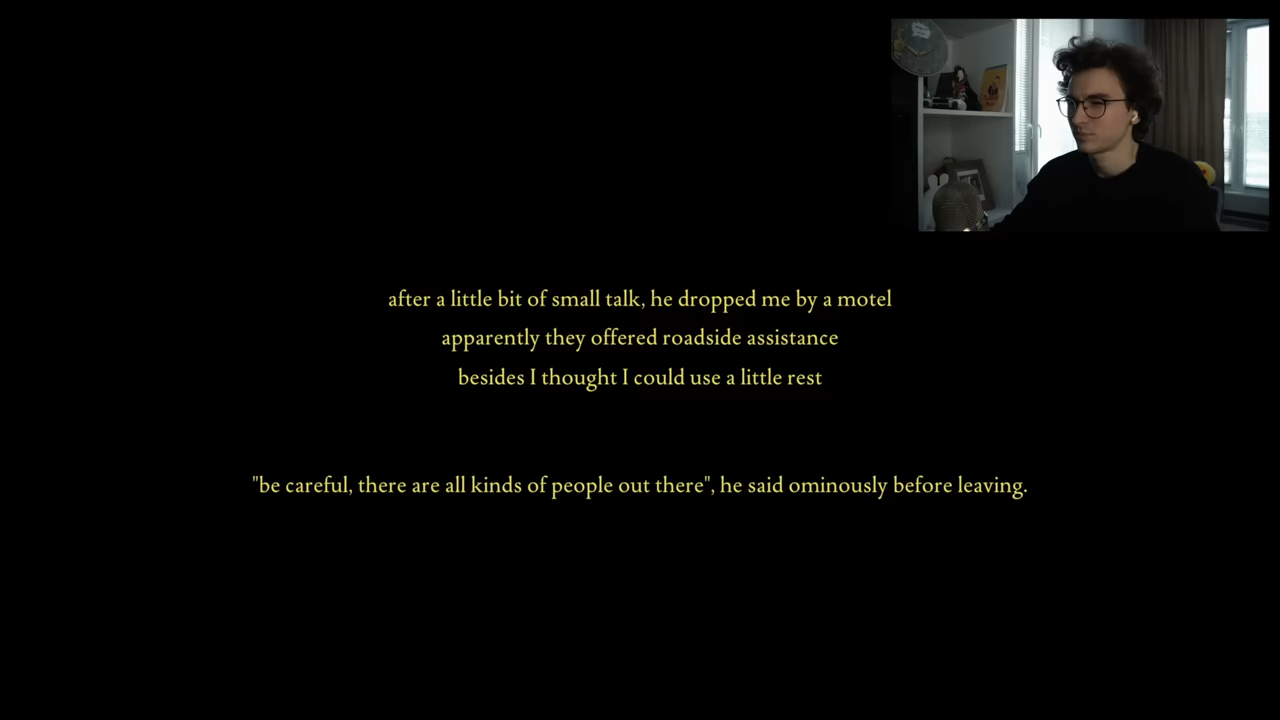 after a little bit of small talk, he dropped me by a motel
apparently they offered roadside assistance
besides I thought I could use a little rest
"be careful, there are all kinds of people out there", he said ominously before leaving.